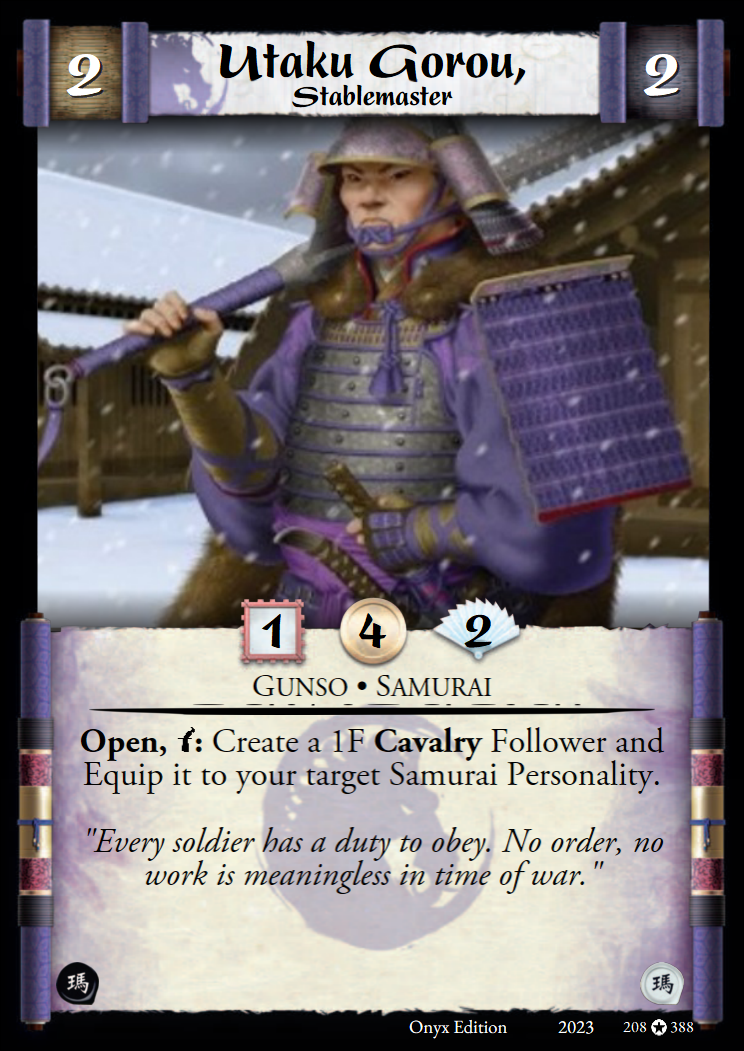 2
Utaku Gorou,
2
Stablemaster
1
4
2
Gunso • Samurai
Open, : Create a 1F Cavalry Follower and
Equip it to your target Samurai Personality.
"Every soldier has a duty to obey. No order, no
work is meaningless in time of war."
瑪
瑪
Onyx Edition 2023 208 ✪ 388